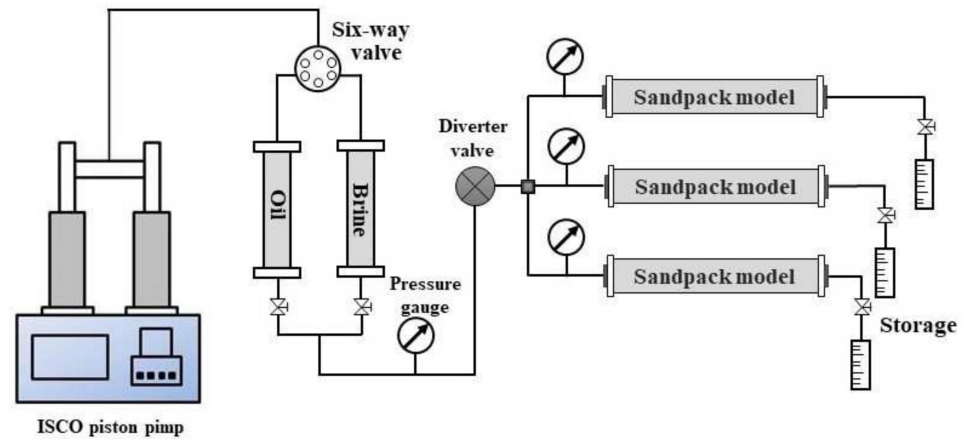 Six-way
valve
Oil
Brine
Diverter
valve
Pressure
gauge
Sandpack model
Sandpack model
Sandpack model
Storage
ISCO piston pimp